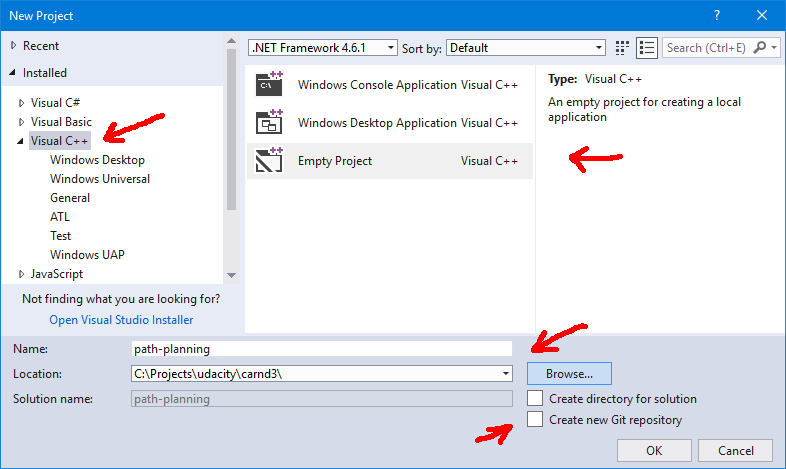 New Project
?
Recent
Installed
Visual C#
Visual Basic
Visual C++
Windows Desktop
Windows Universal
General
ATL
Test
Windows UAP
JavaScript
Not finding what you are looking for?
Open Visual Studio Installer
.NET Framework 4.6.1 Sort by: Default
Search (Ctrl+E)
Windows Console Application Visual C++
Windows Desktop Application Visual C++
Empty Project Visual C++
Type: Visual C++
An empty project for creating a local
application
Name: path-planning
Location: C:\Projects\udacity\carnd3\ Browse...
Solution name: path-planning
Create directory for solution
Create new Git repository
OK Cancel